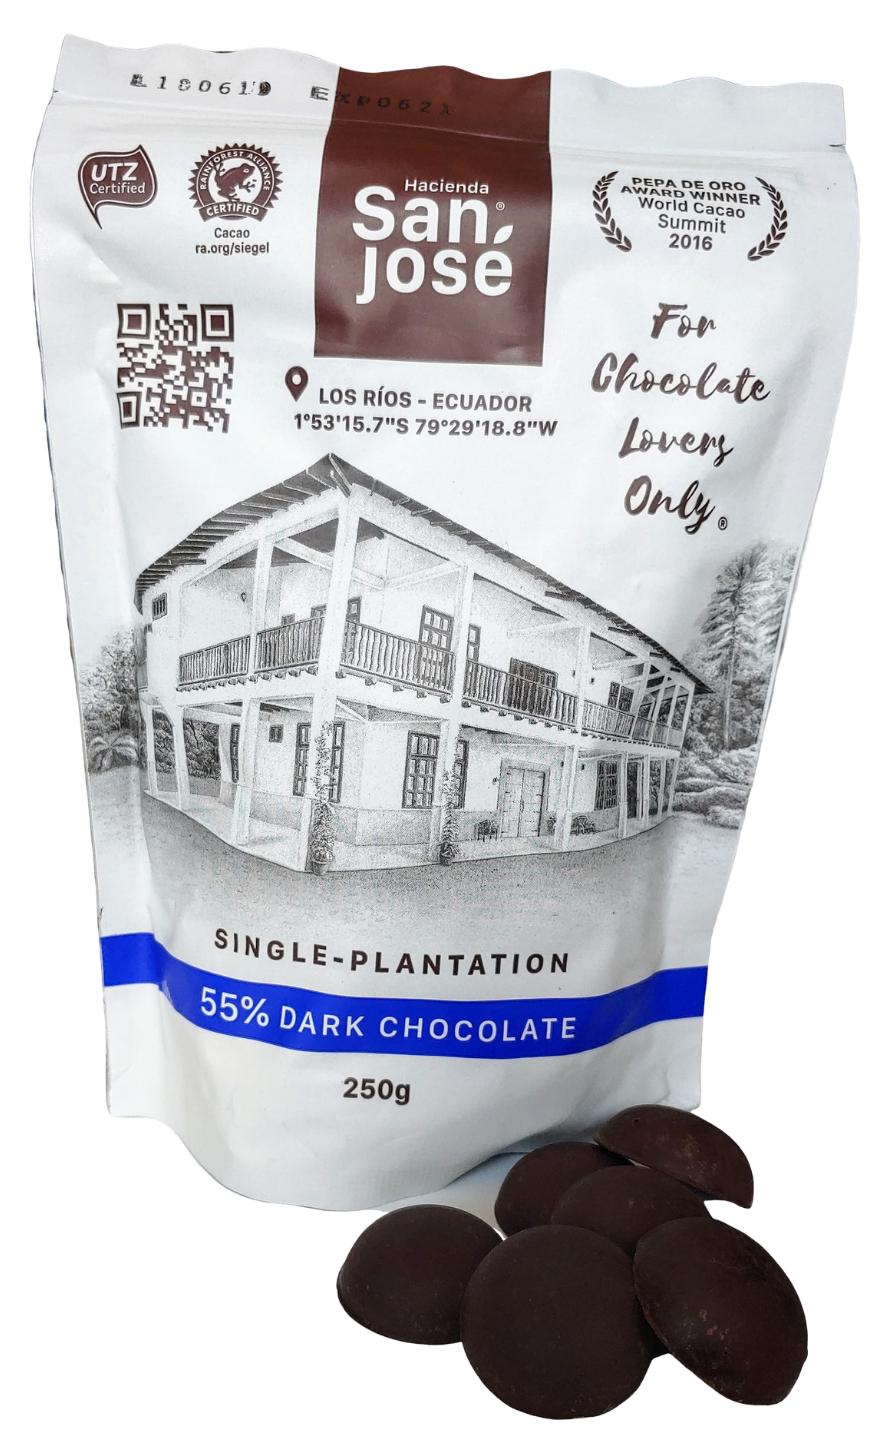 L180619 EXP0621
UTZ
Certified
RAINFOREST ALLIANCE
CERTIFIED
Cacao
ra.org/siegel
Hacienda
San®
josé
PEPA DE ORO
AWARD WINNER
World Cacao
Summit
2016
For
Chocolate
Lovers
Only®
LOS RÍOS - ECUADOR
1°53'15.7"S 79°29'18.8"W
SINGLE-PLANTATION
55% DARK CHOCOLATE
250g